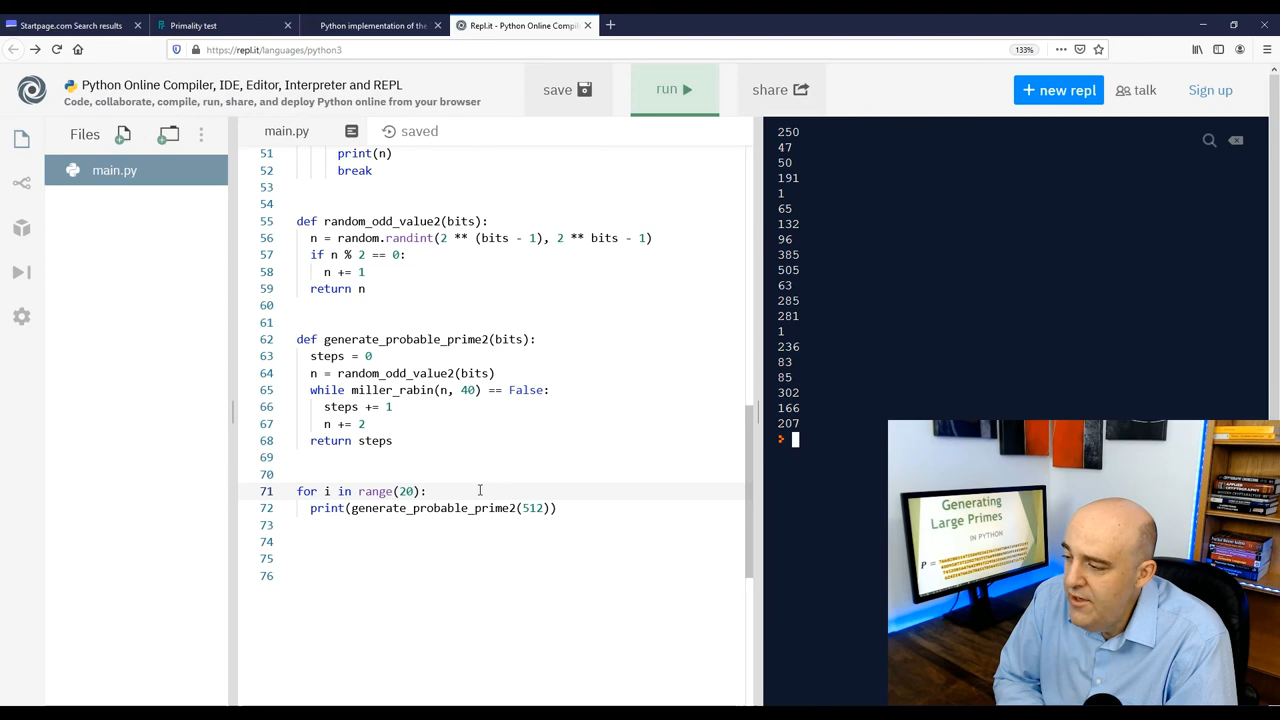 Startpage.com Search results
Primality test
Python implementation of the
Repl.it - Python Online Compil
https://repl.it/languages/python3
133%
Python Online Compiler, IDE, Editor, Interpreter and REPL
Code, collaborate, compile, run, share, and deploy Python online from your browser
save
run
share
+ new repl
talk
Sign up
Files
main.py
main.py
saved
51 print(n)
52 break
53
54
55 def random_odd_value2(bits):
56 n = random.randint(2 ** (bits - 1), 2 ** bits - 1)
57 if n % 2 == 0:
58 n += 1
59 return n
60
61
62 def generate_probable_prime2(bits):
63 steps = 0
64 n = random_odd_value2(bits)
65 while miller_rabin(n, 40) == False:
66 steps += 1
67 n += 2
68 return steps
69
70
71 for i in range(20):
72 print(generate_probable_prime2(512))
73
74
75
76
250
47
50
191
1
65
132
96
385
505
63
285
281
1
236
83
85
302
166
207
Generating
Large Primes
IN PYTHON
P =